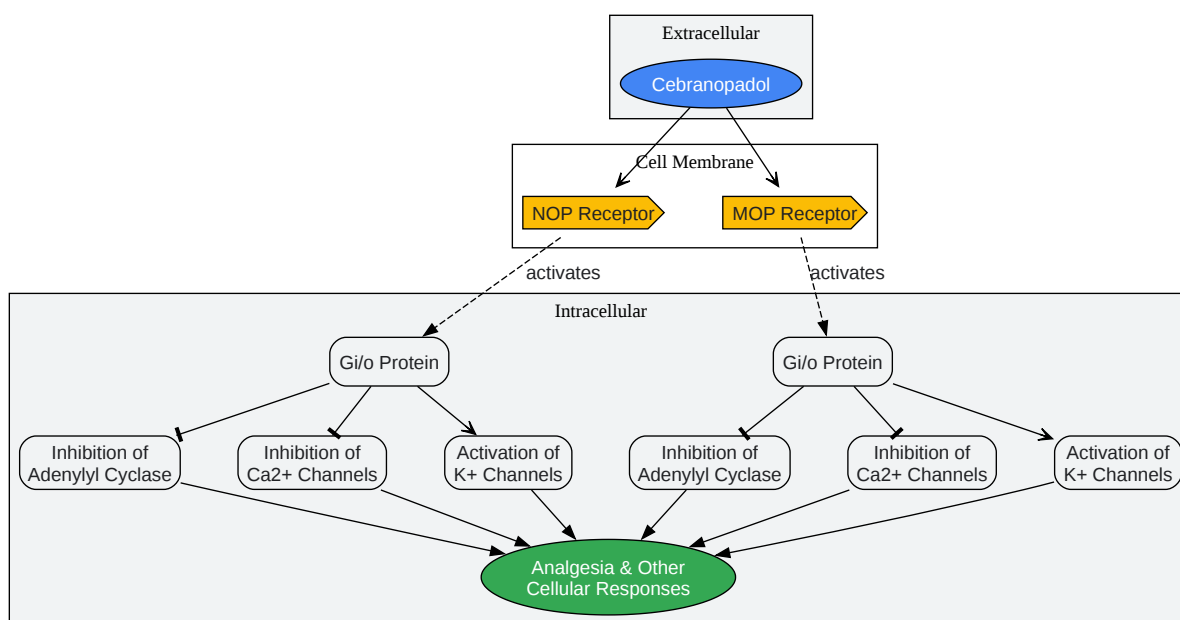 Extracellular
Cebranopadol
Cell Membrane
NOP Receptor
MOP Receptor
activates
activates
Intracellular
Gi/o Protein
Gi/o Protein
Inhibition of
Adenylyl Cyclase
Inhibition of
Ca2+ Channels
Activation of
K+ Channels
Inhibition of
Adenylyl Cyclase
Inhibition of
Ca2+ Channels
Activation of
K+ Channels
Analgesia & Other
Cellular Responses